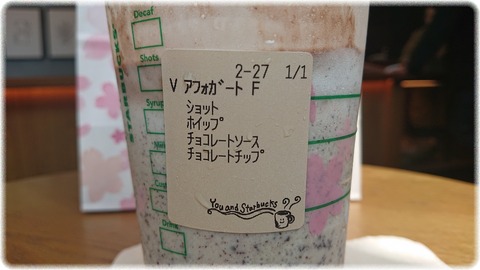 Decaf
Shots
Syrup
STARBUCKS
Drink
2-27 1/1
V アフォガート F
ショット
ホイップ
チョコレートソース
チョコレートチップ
You and Starbucks